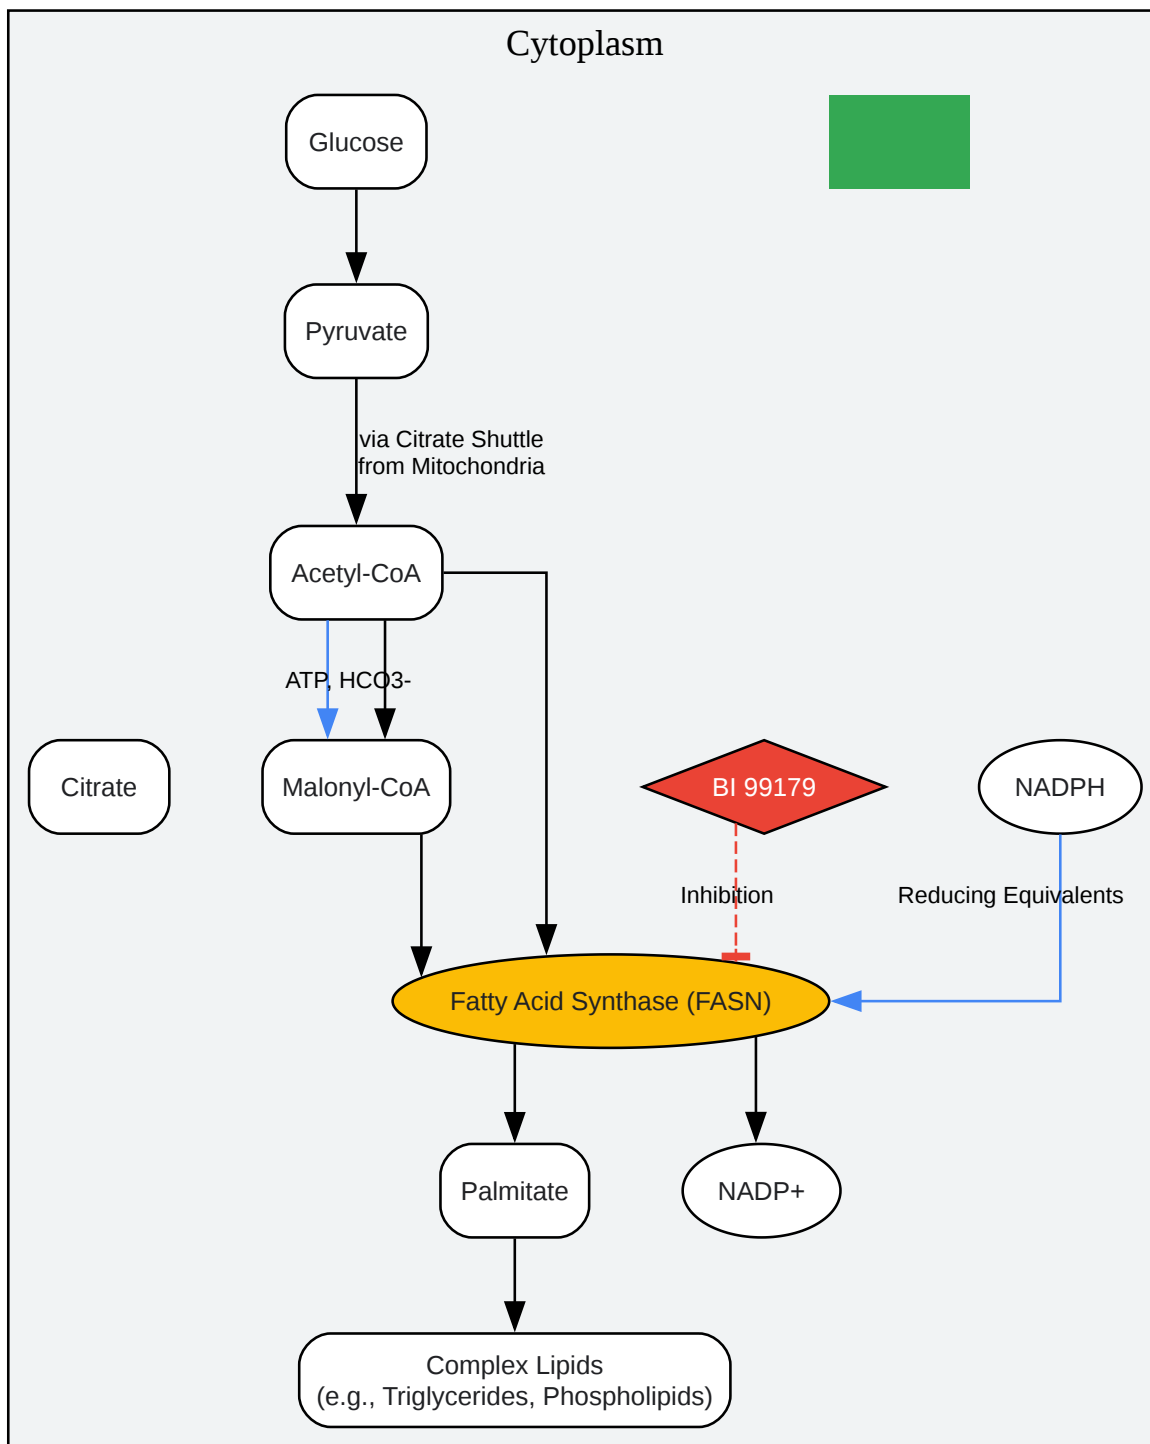 Cytoplasm
Glucose
Pyruvate
via Citrate Shuttle
from Mitochondria
Acetyl-CoA
ATP, HCO3-
Citrate
Malonyl-CoA
BI 99179
NADPH
Inhibition
Reducing Equivalents
Fatty Acid Synthase (FASN)
Palmitate
NADP+
Complex Lipids
(e.g., Triglycerides, Phospholipids)